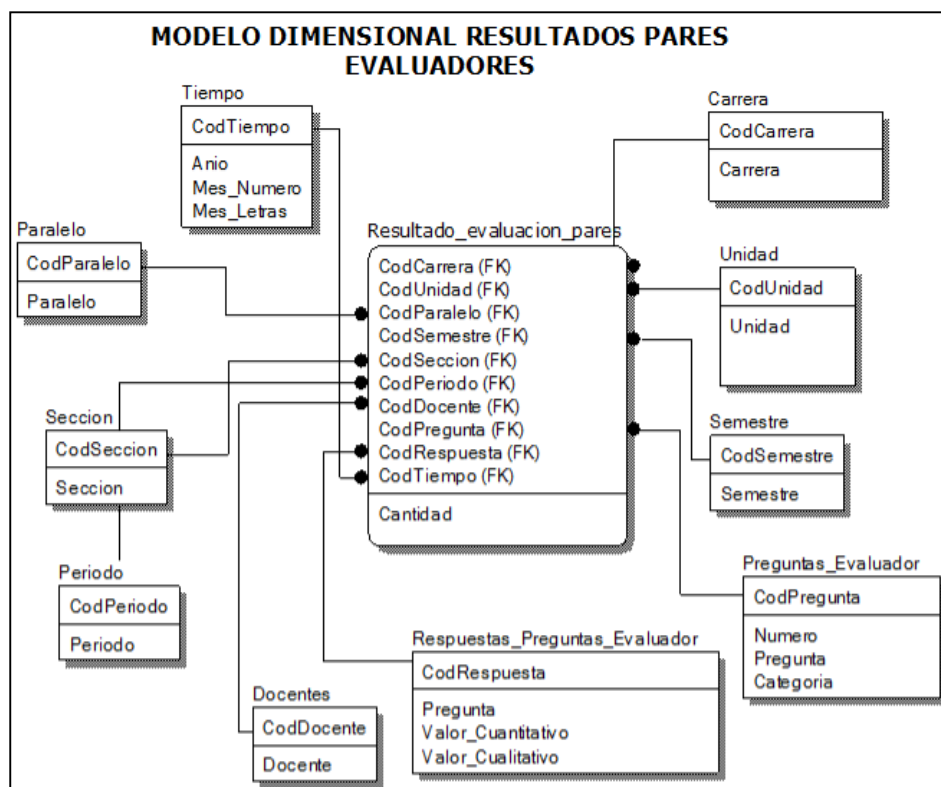 MODELO DIMENSIONAL RESULTADOS PARES
EVALUADORES
Tiempo
CodTiempo
Anio
Mes_Numero
Mes_Letras
Carrera
CodCarrera
Carrera
Paralelo
CodParalelo
Paralelo
Resultado_evaluacion_pares
CodCarrera (FK)
CodUnidad (FK)
CodParalelo (FK)
CodSemestre (FK)
CodSeccion (FK)
CodPeriodo (FK)
CodDocente (FK)
CodPregunta (FK)
CodRespuesta (FK)
CodTiempo (FK)
Cantidad
Unidad
CodUnidad
Unidad
Seccion
CodSeccion
Seccion
Semestre
CodSemestre
Semestre
Periodo
CodPeriodo
Periodo
Preguntas_Evaluador
CodPregunta
Numero
Pregunta
Categoria
Respuestas_Preguntas_Evaluador
CodRespuesta
Pregunta
Valor_Cuantitativo
Valor_Cualitativo
Docentes
CodDocente
Docente